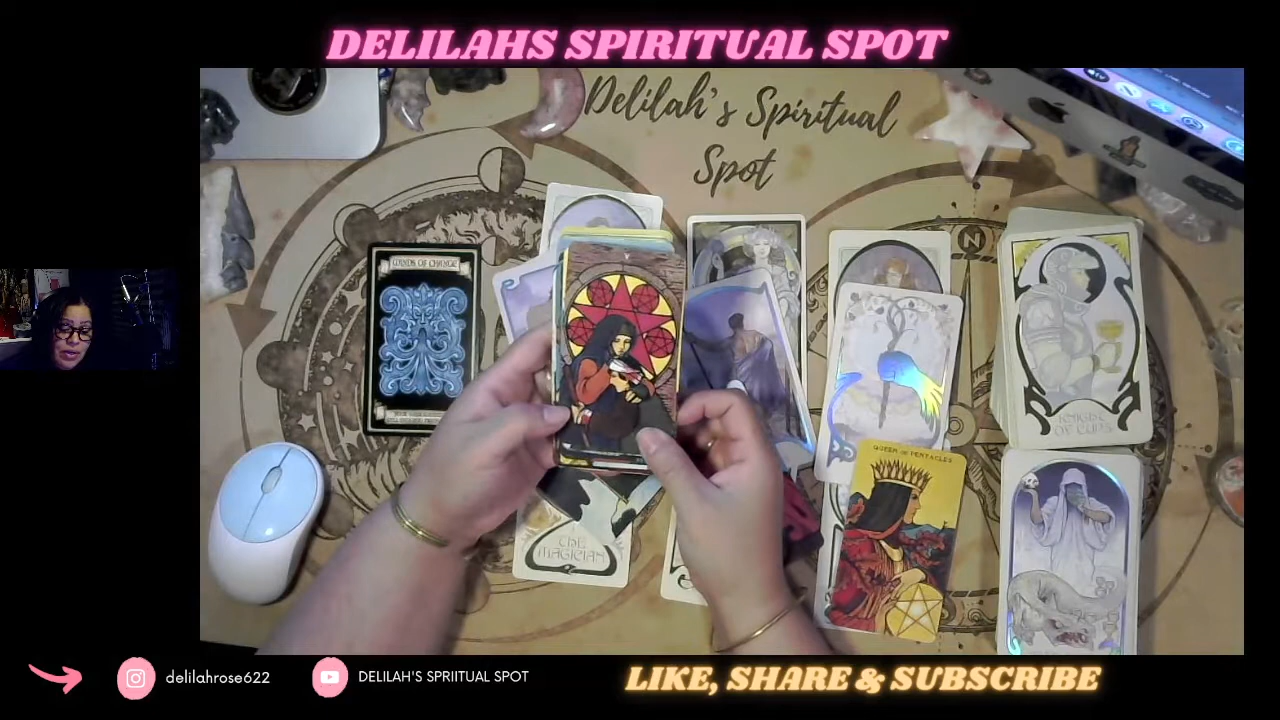 DELILAHS SPIRITUAL SPOT
Delilah's Spiritual
Spot
WINDS OF CHANGE
V
QUEEN OF PENTACLES
KNIGHT
OF CUPS
THE
MAGICIAN
delilahrose622
DELILAH'S SPRIITUAL SPOT
LIKE, SHARE & SUBSCRIBE